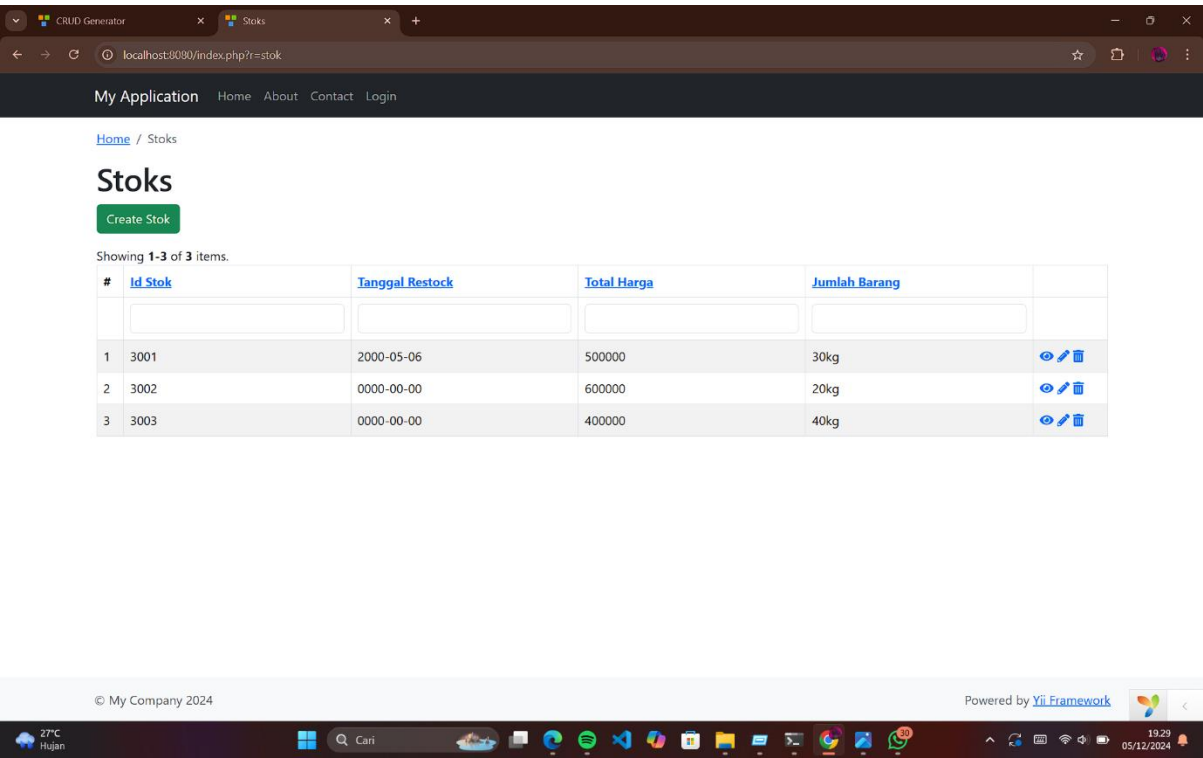 CRUD Generator
Stoks
localhost:8080/index.php?r=stok
My Application Home About Contact Login
Home / Stoks
Stoks
Create Stok
Showing 1-3 of 3 items.
# Id Stok Tanggal Restock Total Harga Jumlah Barang
1 3001 2000-05-06 500000 30kg
2 3002 0000-00-00 600000 20kg
3 3003 0000-00-00 400000 40kg
© My Company 2024 Powered by Yii Framework
27°C
Hujan
Cari
30
19.29
05/12/2024